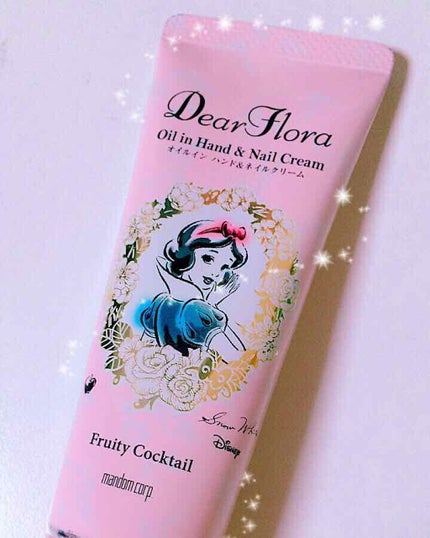 Dear Flora
Oil in Hand & Nail Cream
オイルイン ハンド&ネイルクリーム
Snow White
Disney
Fruity Cocktail
mandom corp